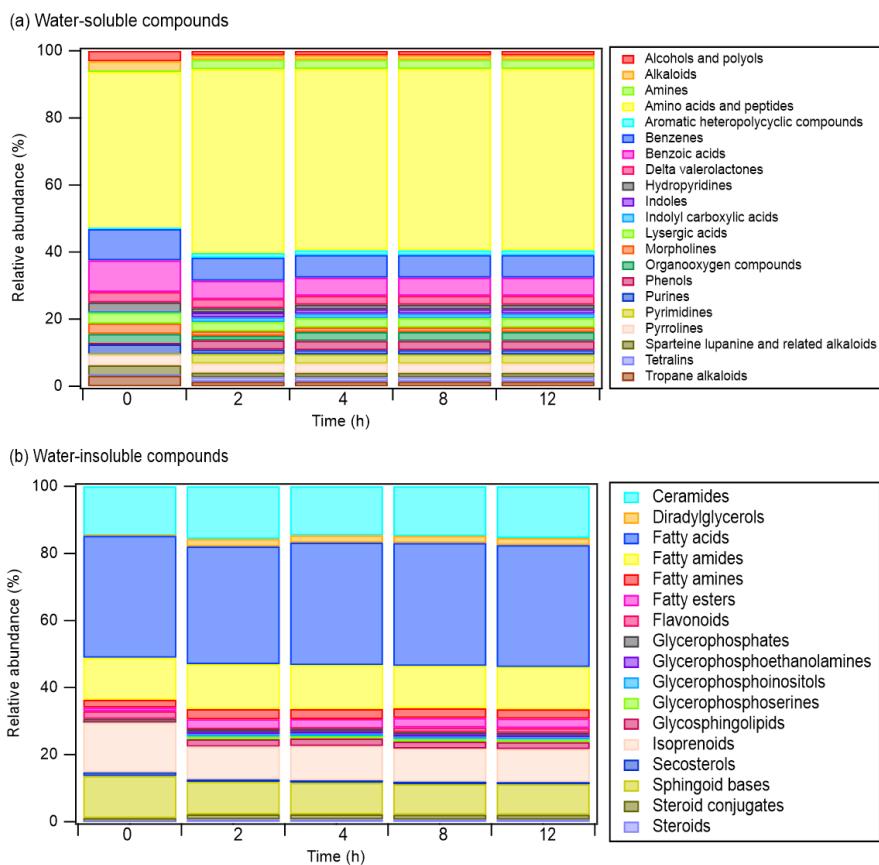 (a) Water-soluble compounds
100
80
60
40
20
0
Relative abundance (%)
0 2 4 8 12
Time (h)
Alcohols and polyols
Alkaloids
Amines
Amino acids and peptides
Aromatic heteropolycyclic compounds
Benzenes
Benzoic acids
Delta valerolactones
Hydropyridines
Indoles
Indolyl carboxylic acids
Lysergic acids
Morpholines
Organooxygen compounds
Phenols
Purines
Pyrimidines
Pyrrolines
Sparteine lupanine and related alkaloids
Tetralins
Tropane alkaloids
(b) Water-insoluble compounds
100
80
60
40
20
0
Relative abundance (%)
0 2 4 8 12
Time (h)
Ceramides
Diradylglycerols
Fatty acids
Fatty amides
Fatty amines
Fatty esters
Flavonoids
Glycerophosphates
Glycerophosphoethanolamines
Glycerophosphoinositols
Glycerophosphoserines
Glycosphingolipids
Isoprenoids
Secosterols
Sphingoid bases
Steroid conjugates
Steroids